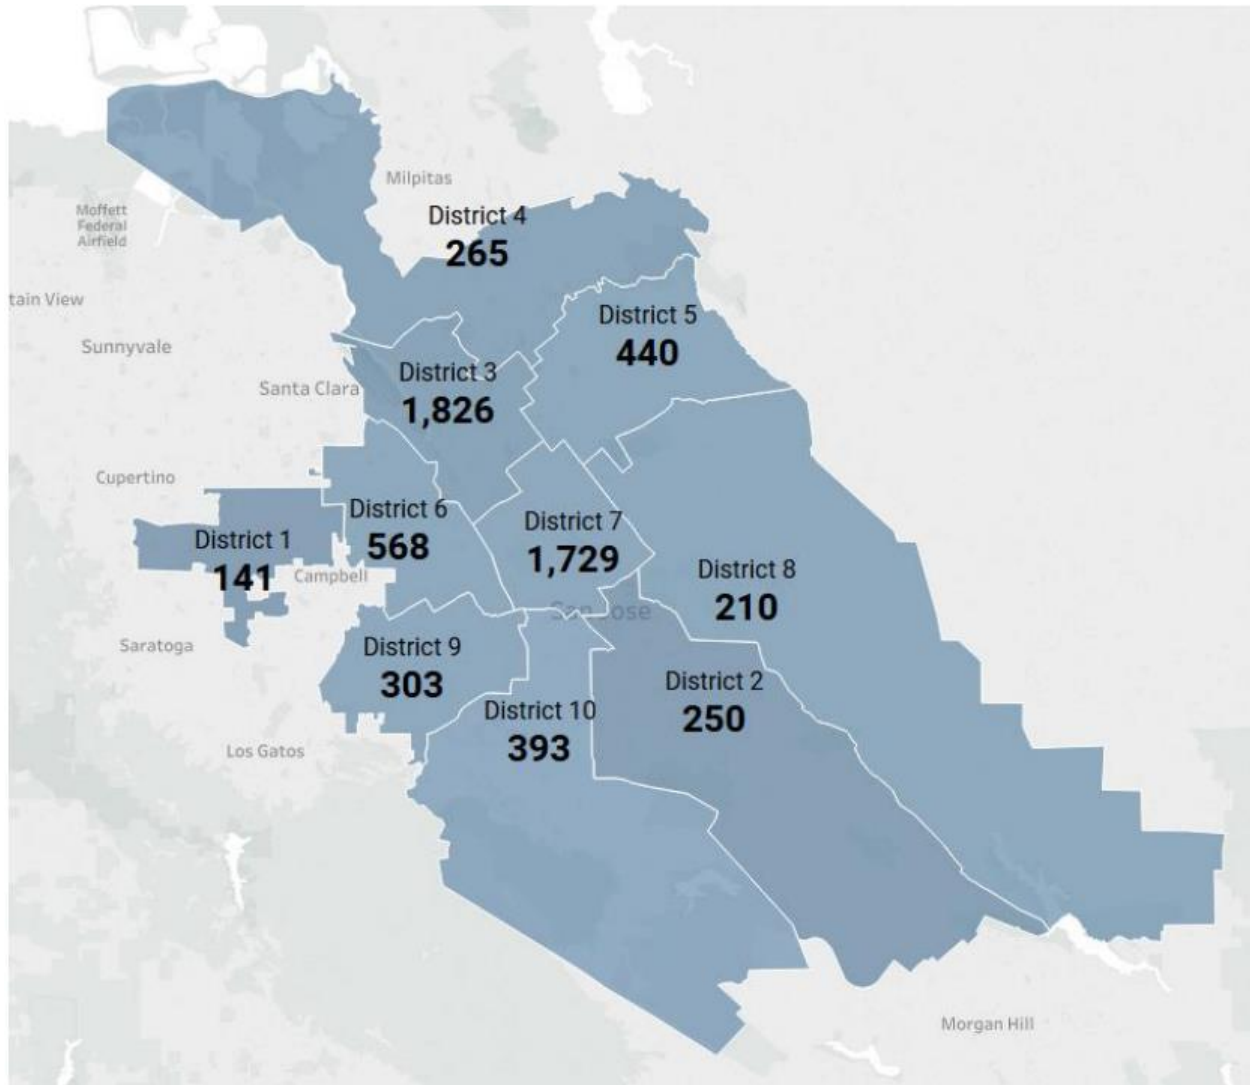 Milpitas
Moffett
Federal
Airfield
District 4
265
tain View
District 5
440
Sunnyvale
District 3
1,826
Santa Clara
Cupertino
District 6
568
District 7
1,729
District 1
141
Campbell
District 8
210
San Jose
Saratoga
District 9
303
District 2
250
District 10
393
Los Gatos
Morgan Hill